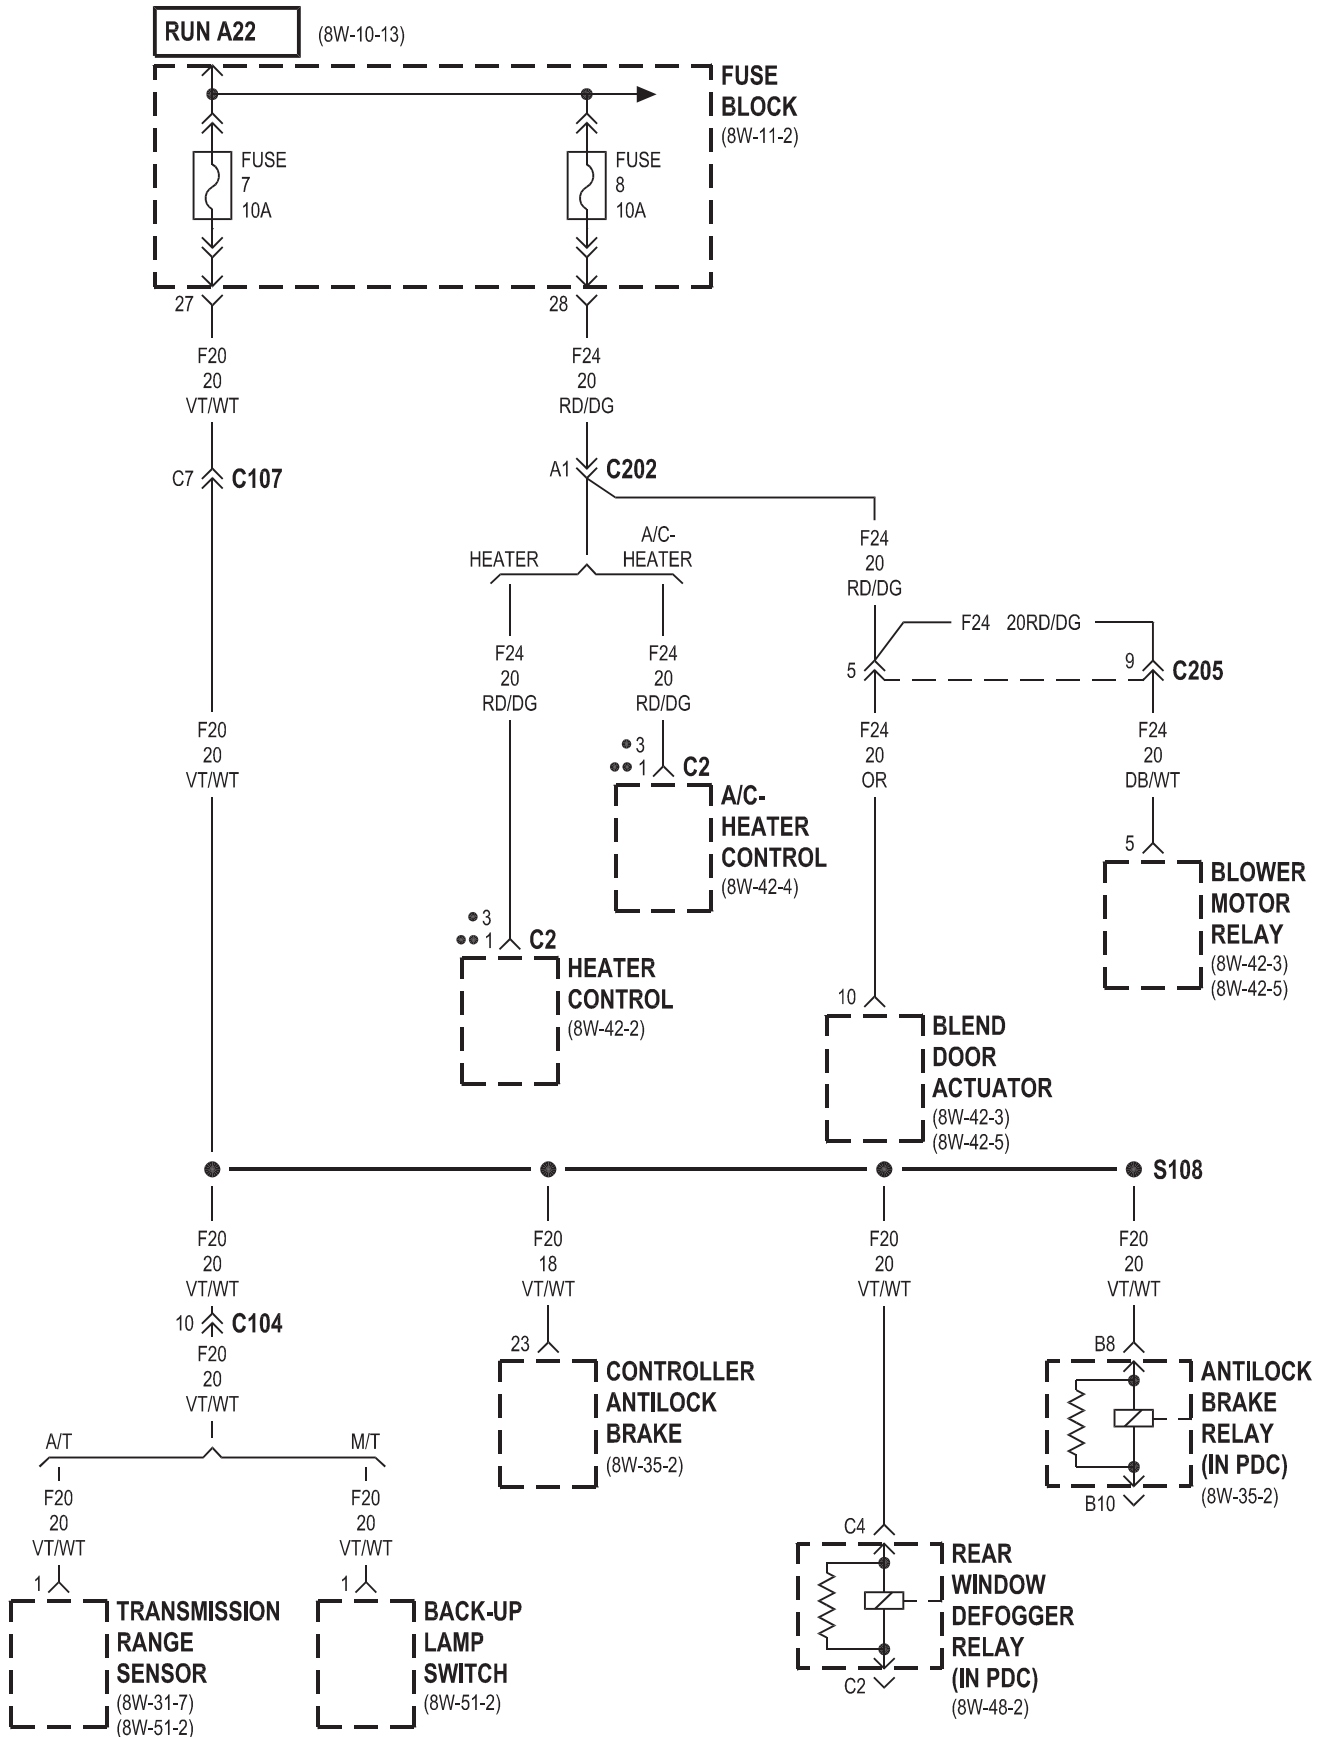 RUN A22
(8W-10-13)
FUSE
BLOCK
(8W-11-2)
FUSE
7
10A
FUSE
8
10A
27
28
F20
20
VT/WT
F24
20
RD/DG
C7
C107
A1
C202
HEATER
A/C-
HEATER
F24
20
RD/DG
F24
20
RD/DG
F24
20
RD/DG
F24 20RD/DG
5
9
C205
F20
20
VT/WT
F24
20
OR
F24
20
DB/WT
• 3
•• 1
C2
A/C-
HEATER
CONTROL
(8W-42-4)
5
BLOWER
MOTOR
RELAY
(8W-42-3)
(8W-42-5)
• 3
•• 1
C2
HEATER
CONTROL
(8W-42-2)
10
BLEND
DOOR
ACTUATOR
(8W-42-3)
(8W-42-5)
S108
F20
20
VT/WT
F20
18
VT/WT
F20
20
VT/WT
F20
20
VT/WT
10
C104
F20
20
VT/WT
23
CONTROLLER
ANTILOCK
BRAKE
(8W-35-2)
B8
ANTILOCK
BRAKE
RELAY
(IN PDC)
(8W-35-2)
B10
A/T
M/T
F20
20
VT/WT
F20
20
VT/WT
C4
REAR
WINDOW
DEFOGGER
RELAY
(IN PDC)
(8W-48-2)
C2
1
TRANSMISSION
RANGE
SENSOR
(8W-31-7)
(8W-51-2)
1
BACK-UP
LAMP
SWITCH
(8W-51-2)